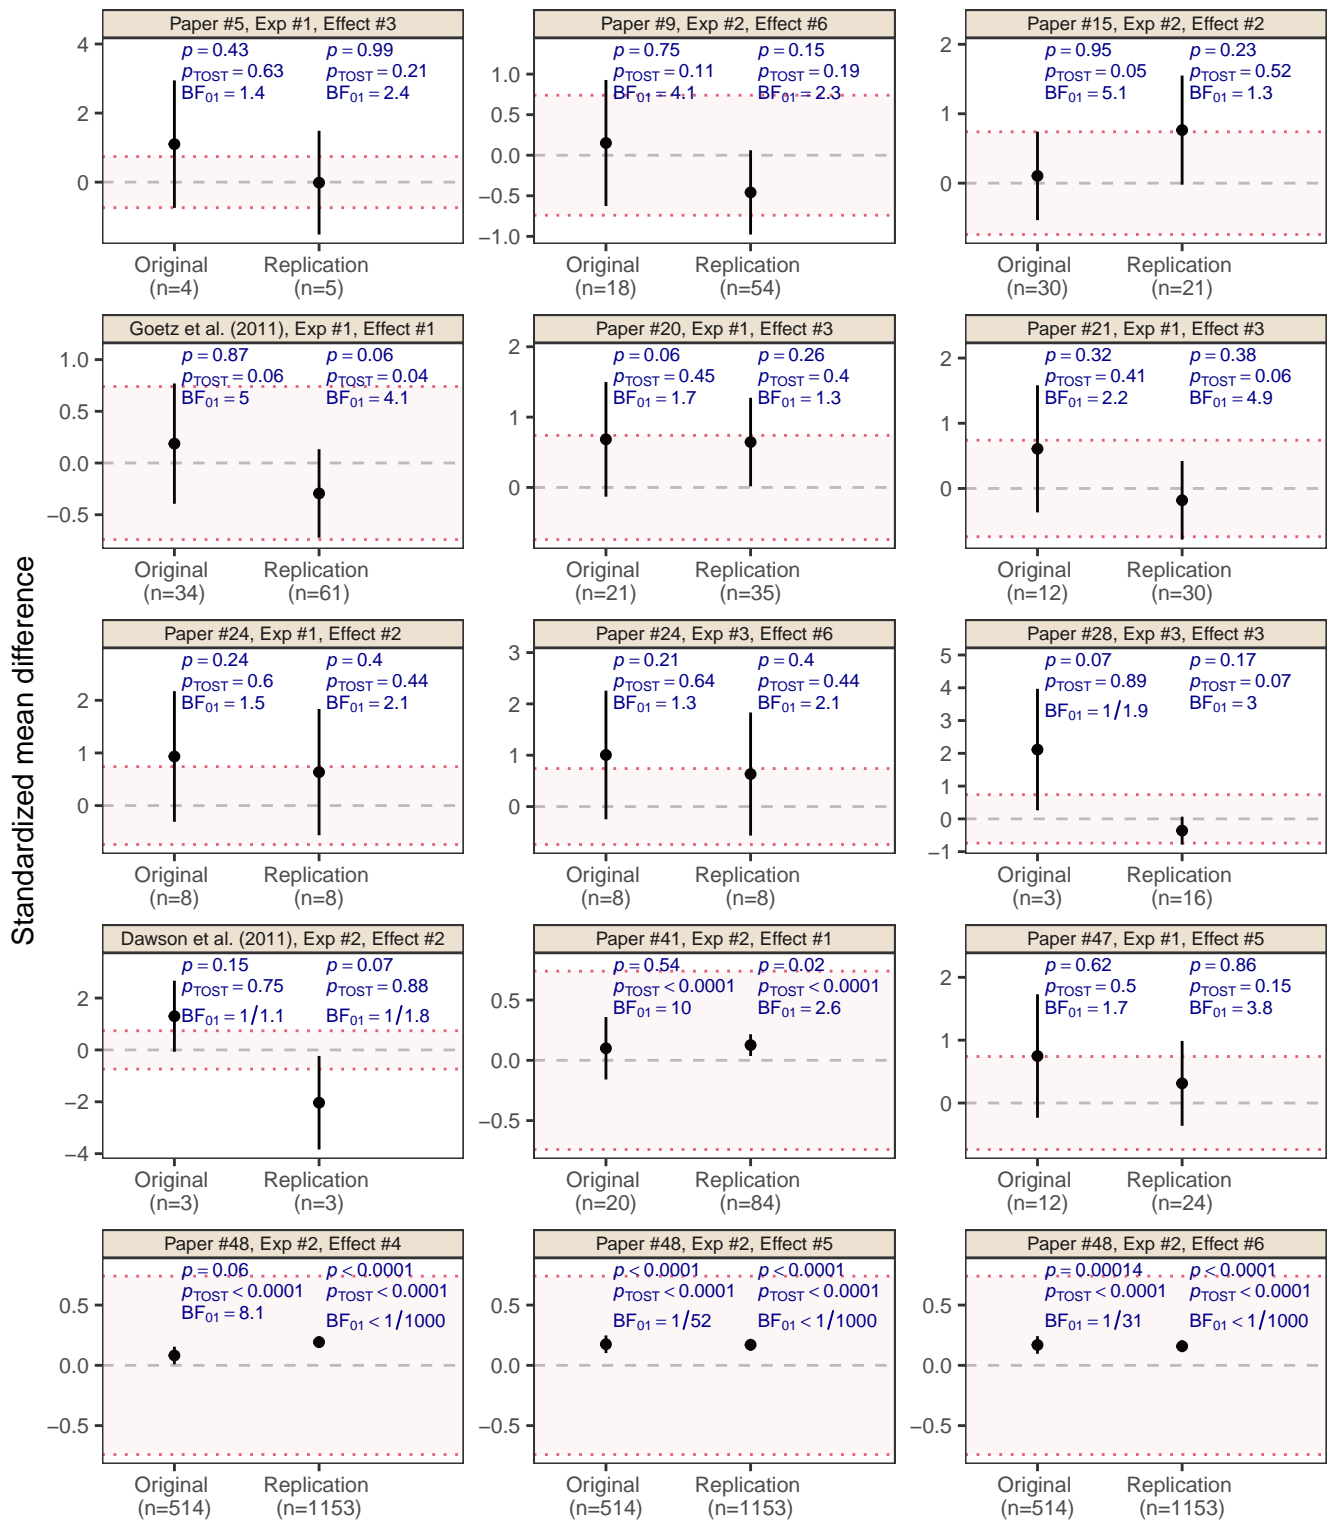 Standardized mean difference
Paper #5, Exp #1, Effect #3
4
2
0
p = 0.43
pTOST = 0.63
BF01 = 1.4
p = 0.99
pTOST = 0.21
BF01 = 2.4
Original
(n=4)
Replication
(n=5)
Paper #9, Exp #2, Effect #6
1.0
0.5
0.0
−0.5
−1.0
p = 0.75
pTOST = 0.11
BF01 = 4.1
p = 0.15
pTOST = 0.19
BF01 = 2.3
Original
(n=18)
Replication
(n=54)
Paper #15, Exp #2, Effect #2
2
1
0
p = 0.95
pTOST = 0.05
BF01 = 5.1
p = 0.23
pTOST = 0.52
BF01 = 1.3
Original
(n=30)
Replication
(n=21)
Goetz et al. (2011), Exp #1, Effect #1
1.0
0.5
0.0
−0.5
p = 0.87
pTOST = 0.06
BF01 = 5
p = 0.06
pTOST = 0.04
BF01 = 4.1
Original
(n=34)
Replication
(n=61)
Paper #20, Exp #1, Effect #3
2
1
0
p = 0.06
pTOST = 0.45
BF01 = 1.7
p = 0.26
pTOST = 0.4
BF01 = 1.3
Original
(n=21)
Replication
(n=35)
Paper #21, Exp #1, Effect #3
2
1
0
p = 0.32
pTOST = 0.41
BF01 = 2.2
p = 0.38
pTOST = 0.06
BF01 = 4.9
Original
(n=12)
Replication
(n=30)
Paper #24, Exp #1, Effect #2
2
1
0
p = 0.24
pTOST = 0.6
BF01 = 1.5
p = 0.4
pTOST = 0.44
BF01 = 2.1
Original
(n=8)
Replication
(n=8)
Paper #24, Exp #3, Effect #6
3
2
1
0
p = 0.21
pTOST = 0.64
BF01 = 1.3
p = 0.4
pTOST = 0.44
BF01 = 2.1
Original
(n=8)
Replication
(n=8)
Paper #28, Exp #3, Effect #3
5
4
3
2
1
0
−1
p = 0.07
pTOST = 0.89
BF01 = 1/1.9
p = 0.17
pTOST = 0.07
BF01 = 3
Original
(n=3)
Replication
(n=16)
Dawson et al. (2011), Exp #2, Effect #2
2
0
−2
−4
p = 0.15
pTOST = 0.75
BF01 = 1/1.1
p = 0.07
pTOST = 0.88
BF01 = 1/1.8
Original
(n=3)
Replication
(n=3)
Paper #41, Exp #2, Effect #1
0.5
0.0
−0.5
p = 0.54
pTOST < 0.0001
BF01 = 10
p = 0.02
pTOST < 0.0001
BF01 = 2.6
Original
(n=20)
Replication
(n=84)
Paper #47, Exp #1, Effect #5
2
1
0
p = 0.62
pTOST = 0.5
BF01 = 1.7
p = 0.86
pTOST = 0.15
BF01 = 3.8
Original
(n=12)
Replication
(n=24)
Paper #48, Exp #2, Effect #4
0.5
0.0
−0.5
p = 0.06
pTOST < 0.0001
BF01 = 8.1
p < 0.0001
pTOST < 0.0001
BF01 < 1/1000
Original
(n=514)
Replication
(n=1153)
Paper #48, Exp #2, Effect #5
0.5
0.0
−0.5
p < 0.0001
pTOST < 0.0001
BF01 = 1/52
p < 0.0001
pTOST < 0.0001
BF01 < 1/1000
Original
(n=514)
Replication
(n=1153)
Paper #48, Exp #2, Effect #6
0.5
0.0
−0.5
p = 0.00014
pTOST < 0.0001
BF01 = 1/31
p < 0.0001
pTOST < 0.0001
BF01 < 1/1000
Original
(n=514)
Replication
(n=1153)